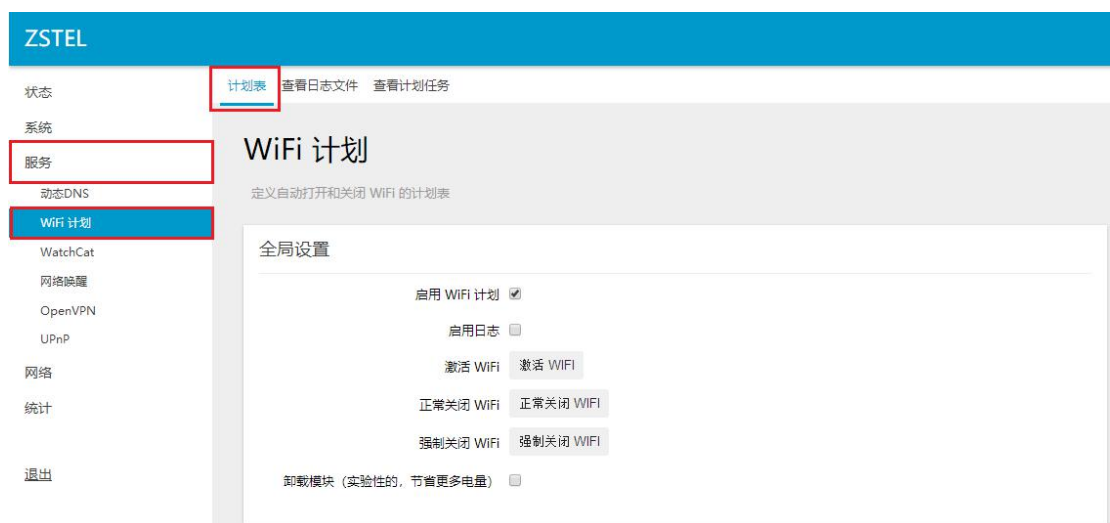 ZSTEL
状态
系统
服务
动态DNS
WiFi 计划
WatchCat
网络唤醒
OpenVPN
UPnP
网络
统计
退出
计划表 查看日志文件 查看计划任务
WiFi 计划
定义自动打开和关闭 WiFi 的计划表
全局设置
启用 WiFi 计划
启用日志
激活 WiFi 激活 WIFI
正常关闭 WiFi 正常关闭 WIFI
强制关闭 WiFi 强制关闭 WIFI
卸载模块（实验性的，节省更多电量）